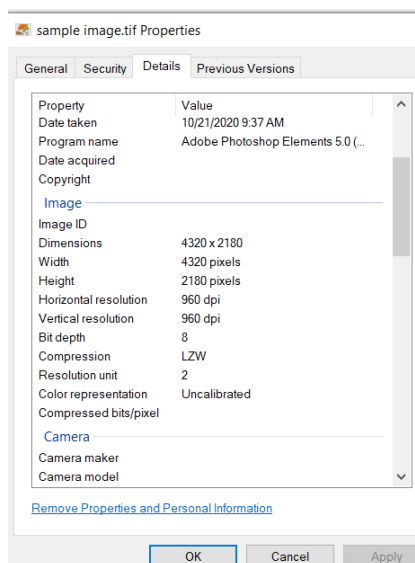 sample image.tif Properties
General Security Details Previous Versions
Property Value
Date taken 10/21/2020 9:37 AM
Program name Adobe Photoshop Elements 5.0 (...
Date acquired
Copyright
Image
Image ID
Dimensions 4320 x 2180
Width 4320 pixels
Height 2180 pixels
Horizontal resolution 960 dpi
Vertical resolution 960 dpi
Bit depth 8
Compression LZW
Resolution unit 2
Color representation Uncalibrated
Compressed bits/pixel
Camera
Camera maker
Camera model
Remove Properties and Personal Information
OK Cancel Apply